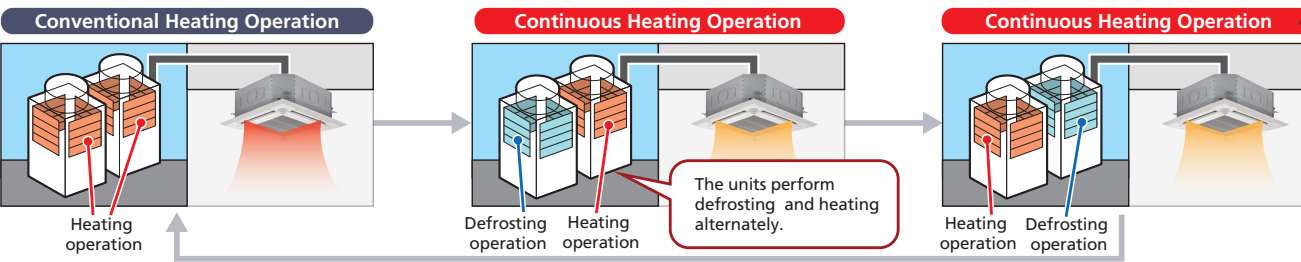 Conventional Heating Operation
Continuous Heating Operation
Continuous Heating Operation
Heating
operation
Defrosting
operation
Heating
operation
The units perform
defrosting and heating
alternately.
Heating
operation
Defrosting
operation